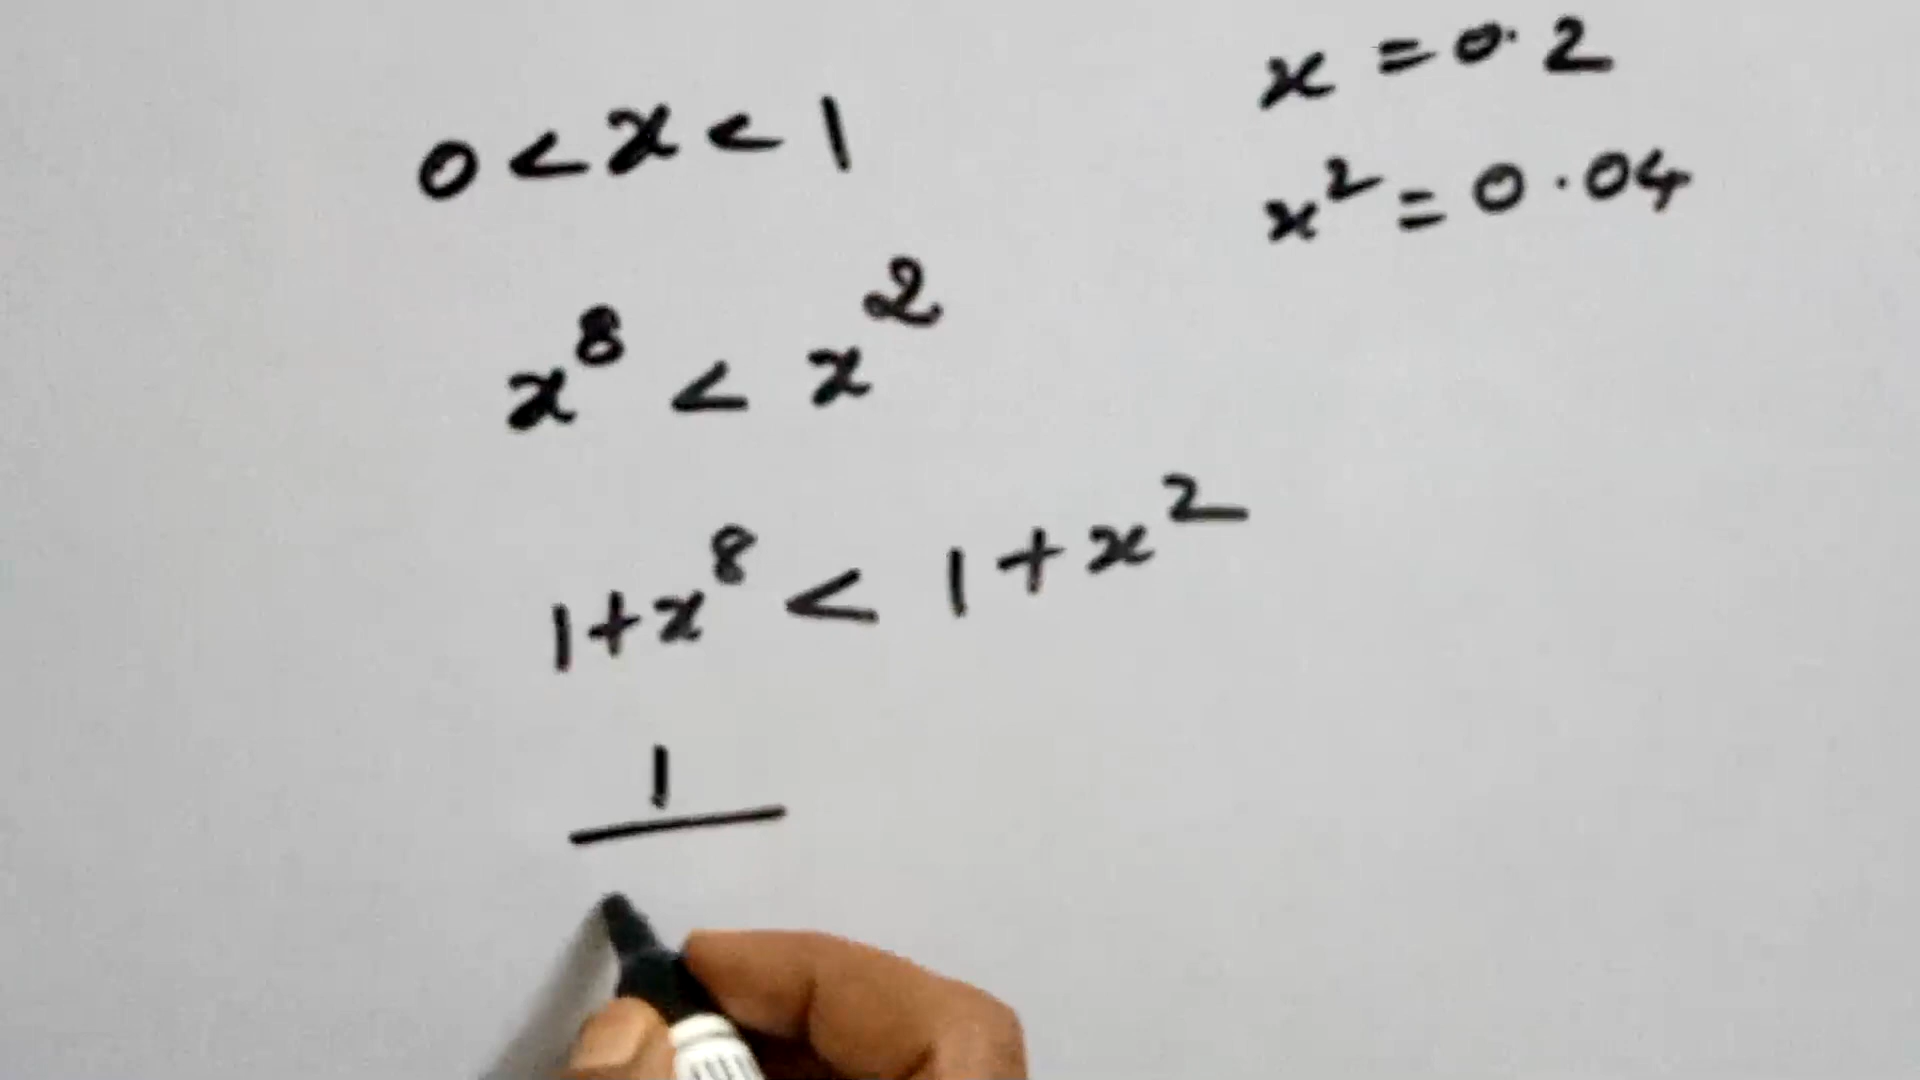 0 < x < 1
x = 0.2
x² = 0.04
x⁸ < x²
1+x⁸ < 1+x²
1